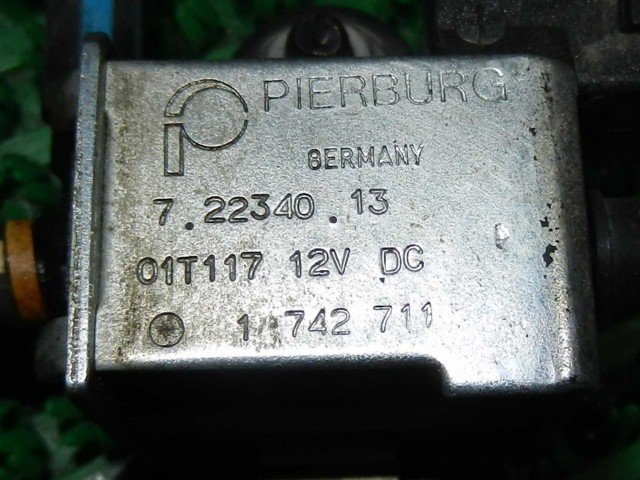 PIERBURG
GERMANY
7.22340.13
01T117 12V DC
1 742 711